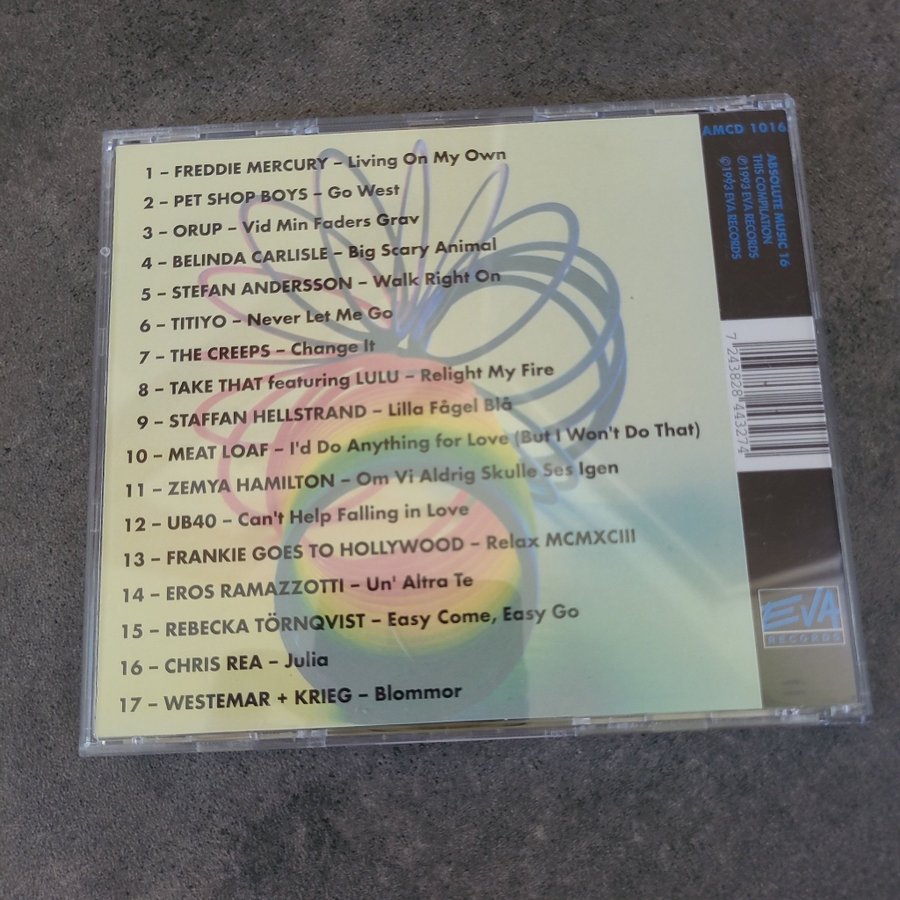 1 – FREDDIE MERCURY – Living On My Own
2 – PET SHOP BOYS – Go West
3 – ORUP – Vid Min Faders Grav
4 – BELINDA CARLISLE – Big Scary Animal
5 – STEFAN ANDERSSON – Walk Right On
6 – TITIYO – Never Let Me Go
7 – THE CREEPS – Change It
8 – TAKE THAT featuring LULU – Relight My Fire
9 – STAFFAN HELLSTRAND – Lilla Fågel Blå
10 – MEAT LOAF – I'd Do Anything for Love (But I Won't Do That)
11 – ZEMYA HAMILTON – Om Vi Aldrig Skulle Ses Igen
12 – UB40 – Can't Help Falling in Love
13 – FRANKIE GOES TO HOLLYWOOD – Relax MCMXCIII
14 – EROS RAMAZZOTTI – Un' Altra Te
15 – REBECKA TÖRNQVIST – Easy Come, Easy Go
16 – CHRIS REA – Julia
17 – WESTEMAR + KRIEG – Blommor
AMCD 1016
ABSOLUTE MUSIC 16
THIS COMPILATION
℗1993 EVA RECORDS
©1993 EVA RECORDS
7 243828 443274
EVA
RECORDS